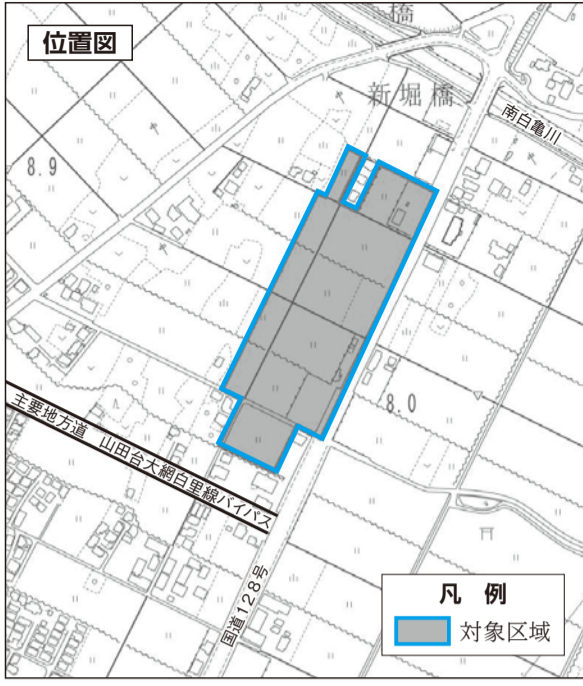 位置図
橋
新堀橋
南白亀川
8.9
8.0
主要地方道 山田台大網白里線バイパス
国道128号
凡 例
対象区域